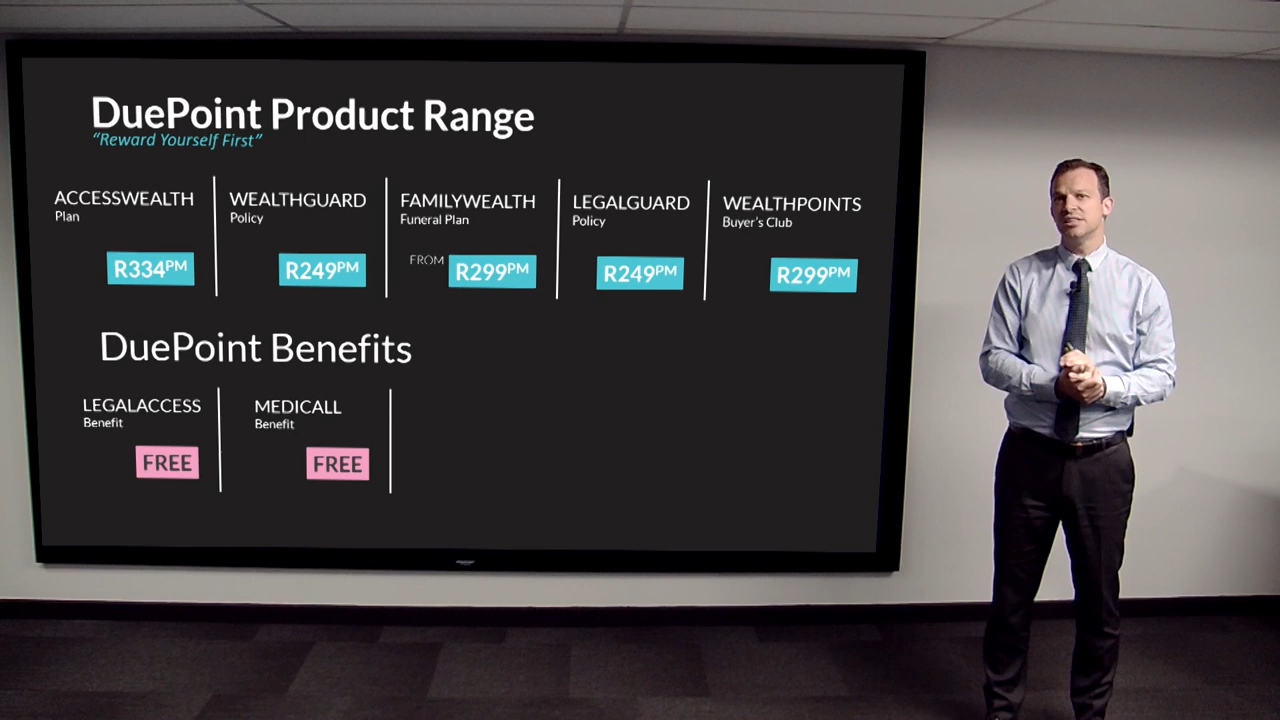 DuePoint Product Range
“Reward Yourself First”
ACCESSWEALTH
Plan
R334PM
WEALTHGUARD
Policy
R249PM
FAMILYWEALTH
Funeral Plan
FROM R299PM
LEGALGUARD
Policy
R249PM
WEALTHPOINTS
Buyer’s Club
R299PM
DuePoint Benefits
LEGALACCESS
Benefit
FREE
MEDICALL
Benefit
FREE